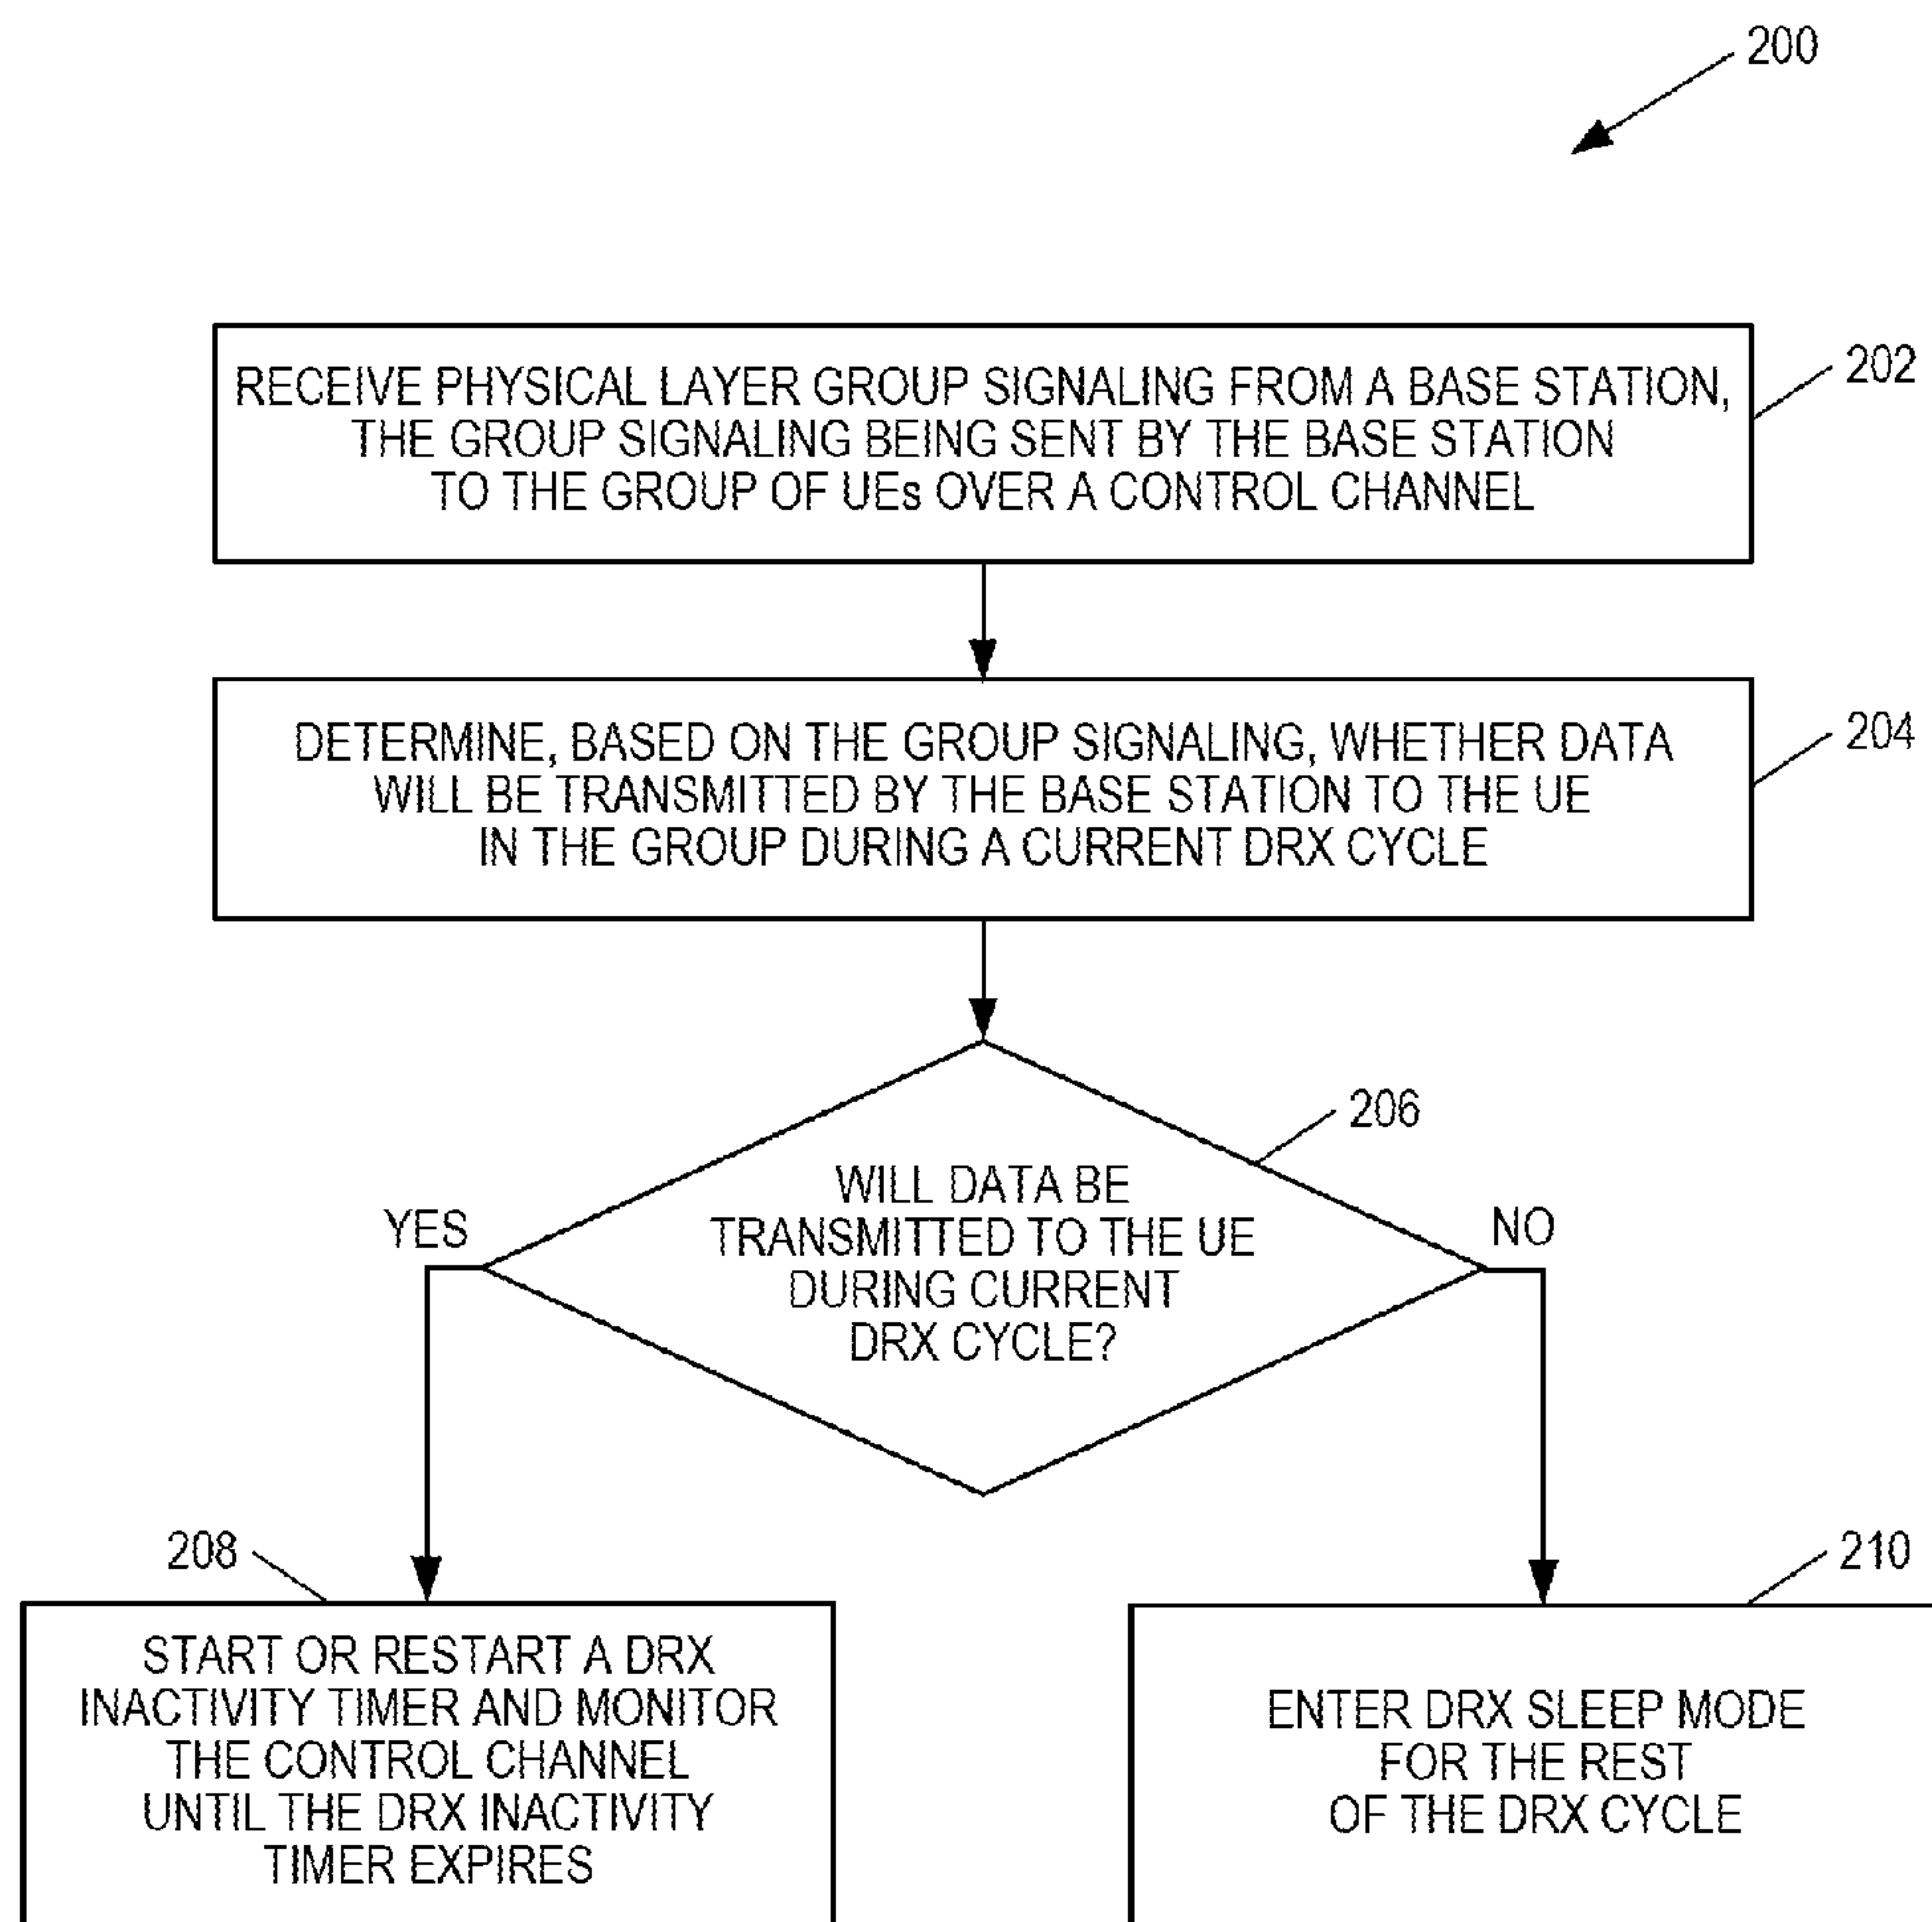 200
RECEIVE PHYSICAL LAYER GROUP SIGNALING FROM A BASE STATION,
THE GROUP SIGNALING BEING SENT BY THE BASE STATION
TO THE GROUP OF UEs OVER A CONTROL CHANNEL
202
DETERMINE, BASED ON THE GROUP SIGNALING, WHETHER DATA
WILL BE TRANSMITTED BY THE BASE STATION TO THE UE
IN THE GROUP DURING A CURRENT DRX CYCLE
204
206
WILL DATA BE
TRANSMITTED TO THE UE
DURING CURRENT
DRX CYCLE?
YES
NO
208
START OR RESTART A DRX
INACTIVITY TIMER AND MONITOR
THE CONTROL CHANNEL
UNTIL THE DRX INACTIVITY
TIMER EXPIRES
210
ENTER DRX SLEEP MODE
FOR THE REST
OF THE DRX CYCLE